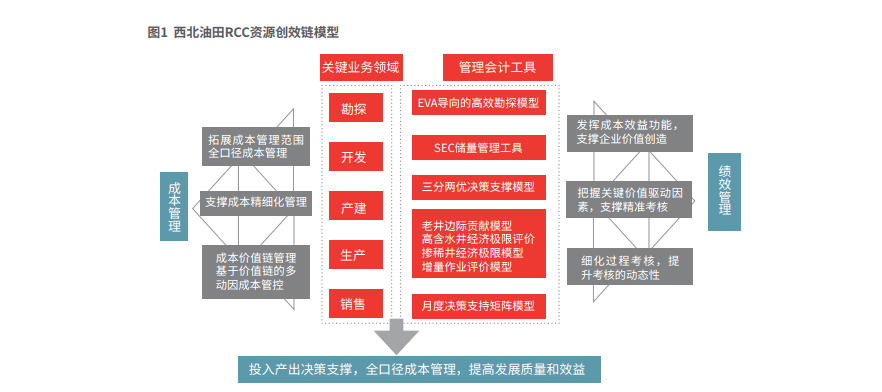 图1 西北油田RCC资源创效链模型
关键业务领域
管理会计工具
勘探
开发
产建
生产
销售
EVA导向的高效勘探模型
SEC储量管理工具
三分两优决策支撑模型
老井边际贡献模型
高含水井经济极限评价
掺稀井经济极限模型
增量作业评价模型
月度决策支持矩阵模型
成本管理
拓展成本管理范围
全口径成本管理
支撑成本精细化管理
成本价值链管理
基于价值链的多
动因成本管控
发挥成本效益功能，
支撑企业价值创造
把握关键价值驱动因
素，支撑精准考核
细化过程考核，提
升考核的动态性
绩效管理
投入产出决策支撑，全口径成本管理，提高发展质量和效益